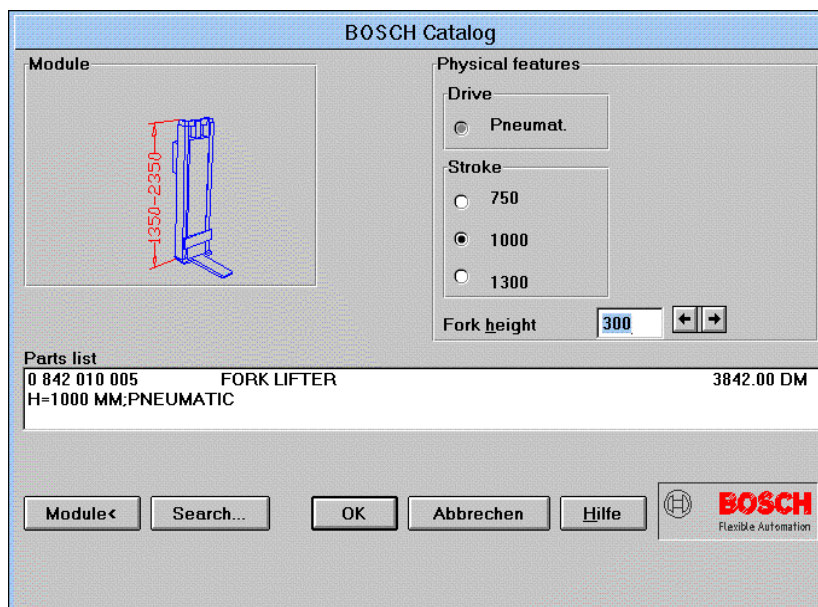 BOSCH Catalog
Module
1350-2350
Physical features
Drive
Pneumat.
Stroke
750
1000
1300
Fork height 300
Parts list
0 842 010 005 FORK LIFTER 3842.00 DM
H=1000 MM;PNEUMATIC
Module< Search... OK Abbrechen Hilfe
BOSCH
Flexible Automation